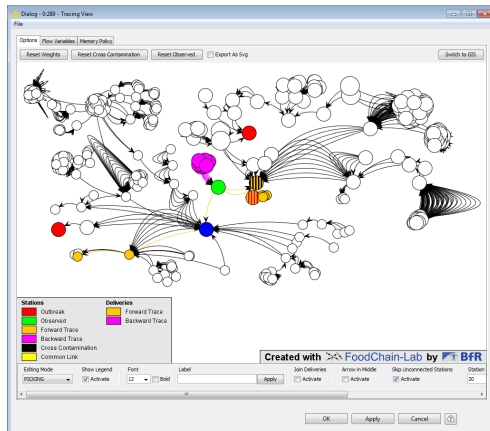 Dialog - 0:289 - Tracing View
File
Options Flow Variables Memory Policy
Reset Weights Reset Cross Contamination Reset Observed Export As Svg Switch to GIS
Stations Deliveries
Outbreak Forward Trace
Observed Backward Trace
Forward Trace
Backward Trace
Cross Contamination
Common Link
Created with FoodChain-Lab by BfR
Editing Mode Show Legend Font Label Join Deliveries Arrow in Middle Skip Unconnected Stations Station
PICKING Activate 12 Bold Apply Activate Activate Activate 20
OK Apply Cancel ?